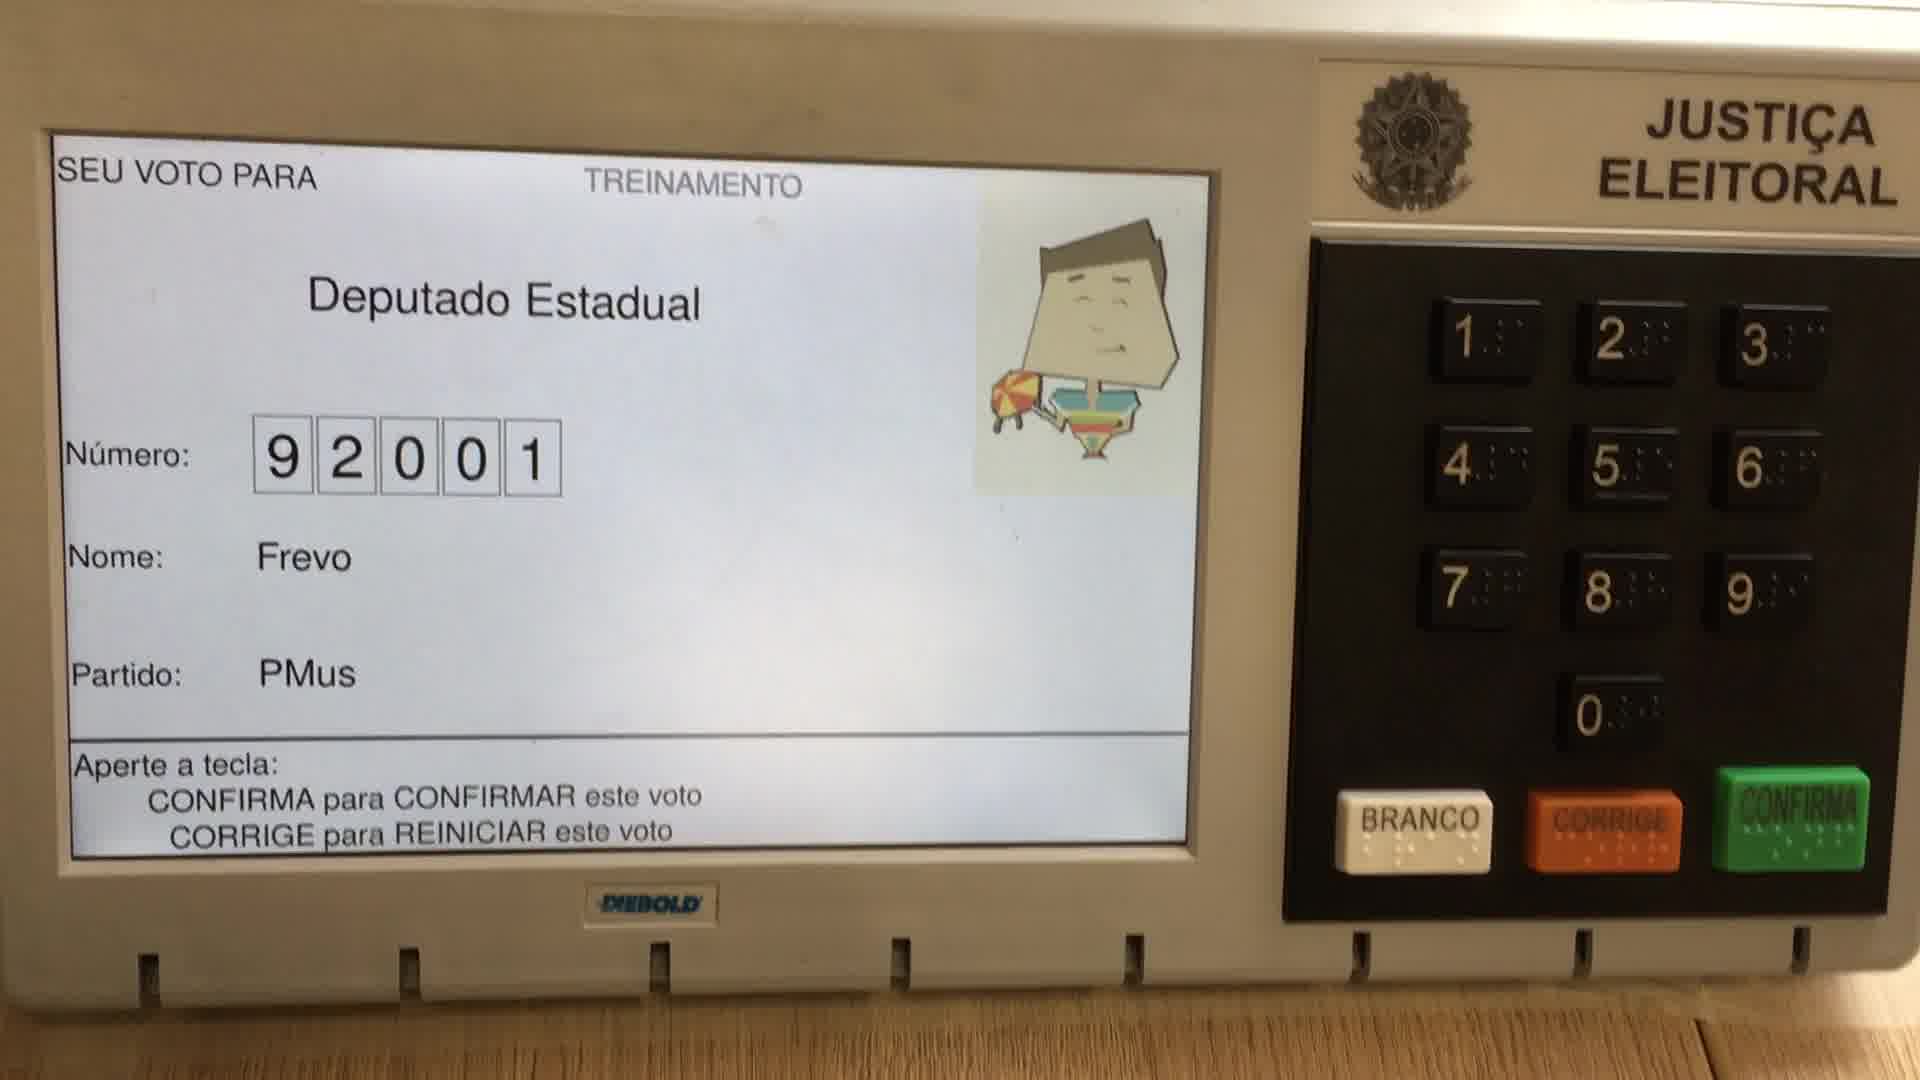 SEU VOTO PARA
TREINAMENTO
Deputado Estadual
Número: 9 2 0 0 1
Nome: Frevo
Partido: PMus
Aperte a tecla:
CONFIRMA para CONFIRMAR este voto
CORRIGE para REINICIAR este voto
DIEBOLD
JUSTIÇA
ELEITORAL
1 2 3
4 5 6
7 8 9
0
BRANCO CORRIGE CONFIRMA